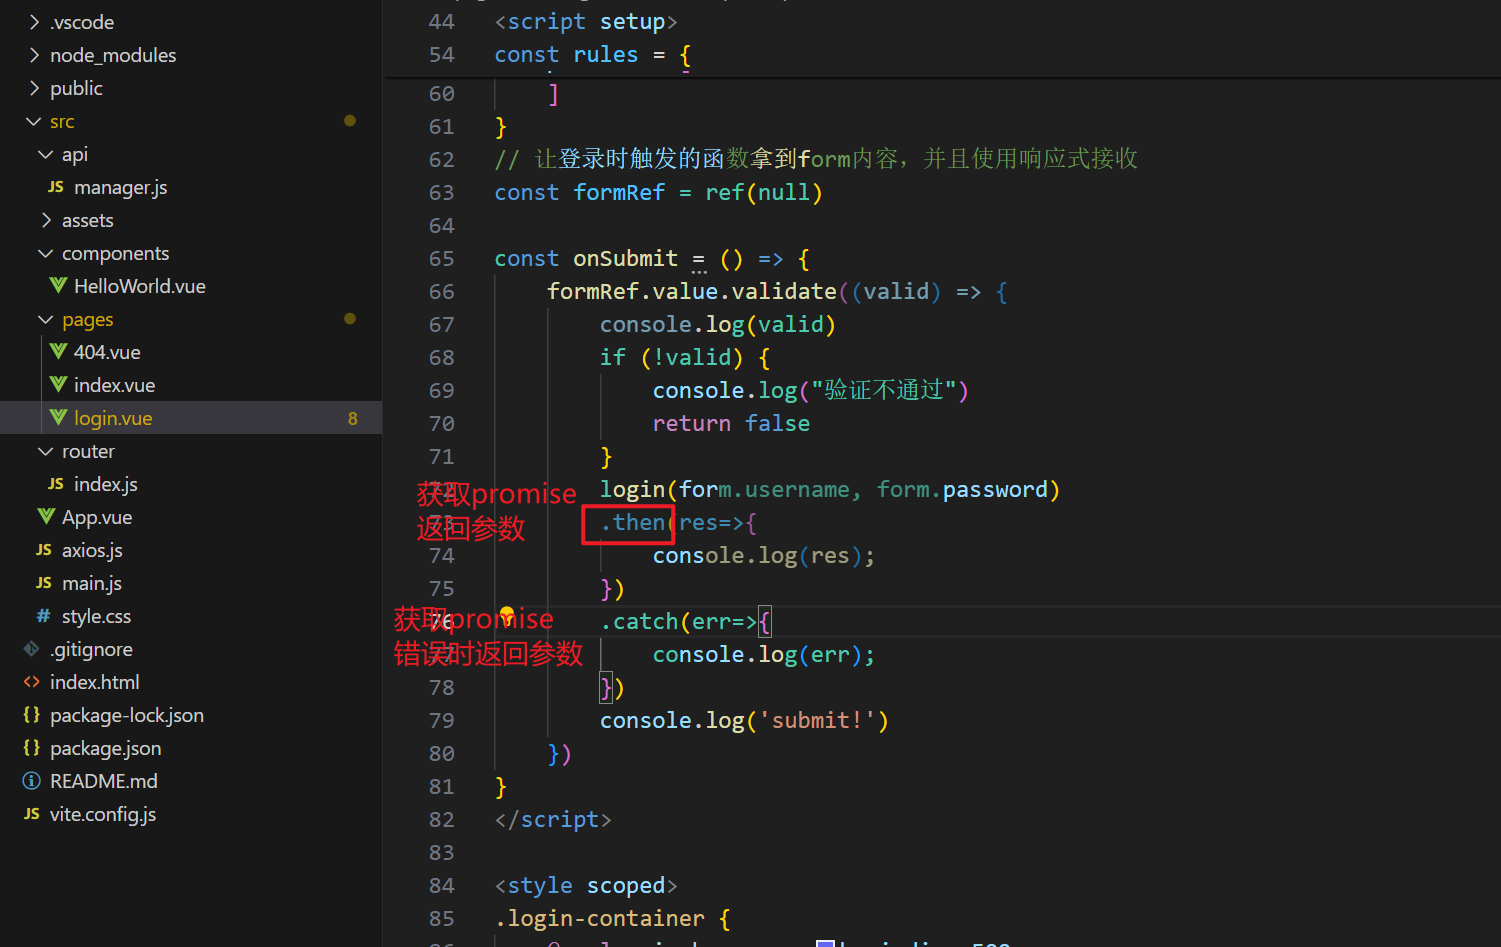 .vscode
node_modules
public
src
api
JS manager.js
assets
components
HelloWorld.vue
pages
404.vue
index.vue
login.vue 8
router
JS index.js
App.vue
JS axios.js
JS main.js
# style.css
.gitignore
<> index.html
{} package-lock.json
{} package.json
README.md
JS vite.config.js
44 <script setup>
54 const rules = {
60 ]
61 }
62 // 让登录时触发的函数拿到form内容，并且使用响应式接收
63 const formRef = ref(null)
64
65 const onSubmit = () => {
66 formRef.value.validate((valid) => {
67 console.log(valid)
68 if (!valid) {
69 console.log("验证不通过")
70 return false
71 }
72 login(form.username, form.password)
获取promise
返回参数
73 .then(res=>{
74 console.log(res);
75 })
获取promise
错误时返回参数
76 .catch(err=>{
77 console.log(err);
78 })
79 console.log('submit!')
80 })
81 }
82 </script>
83
84 <style scoped>
85 .login-container {